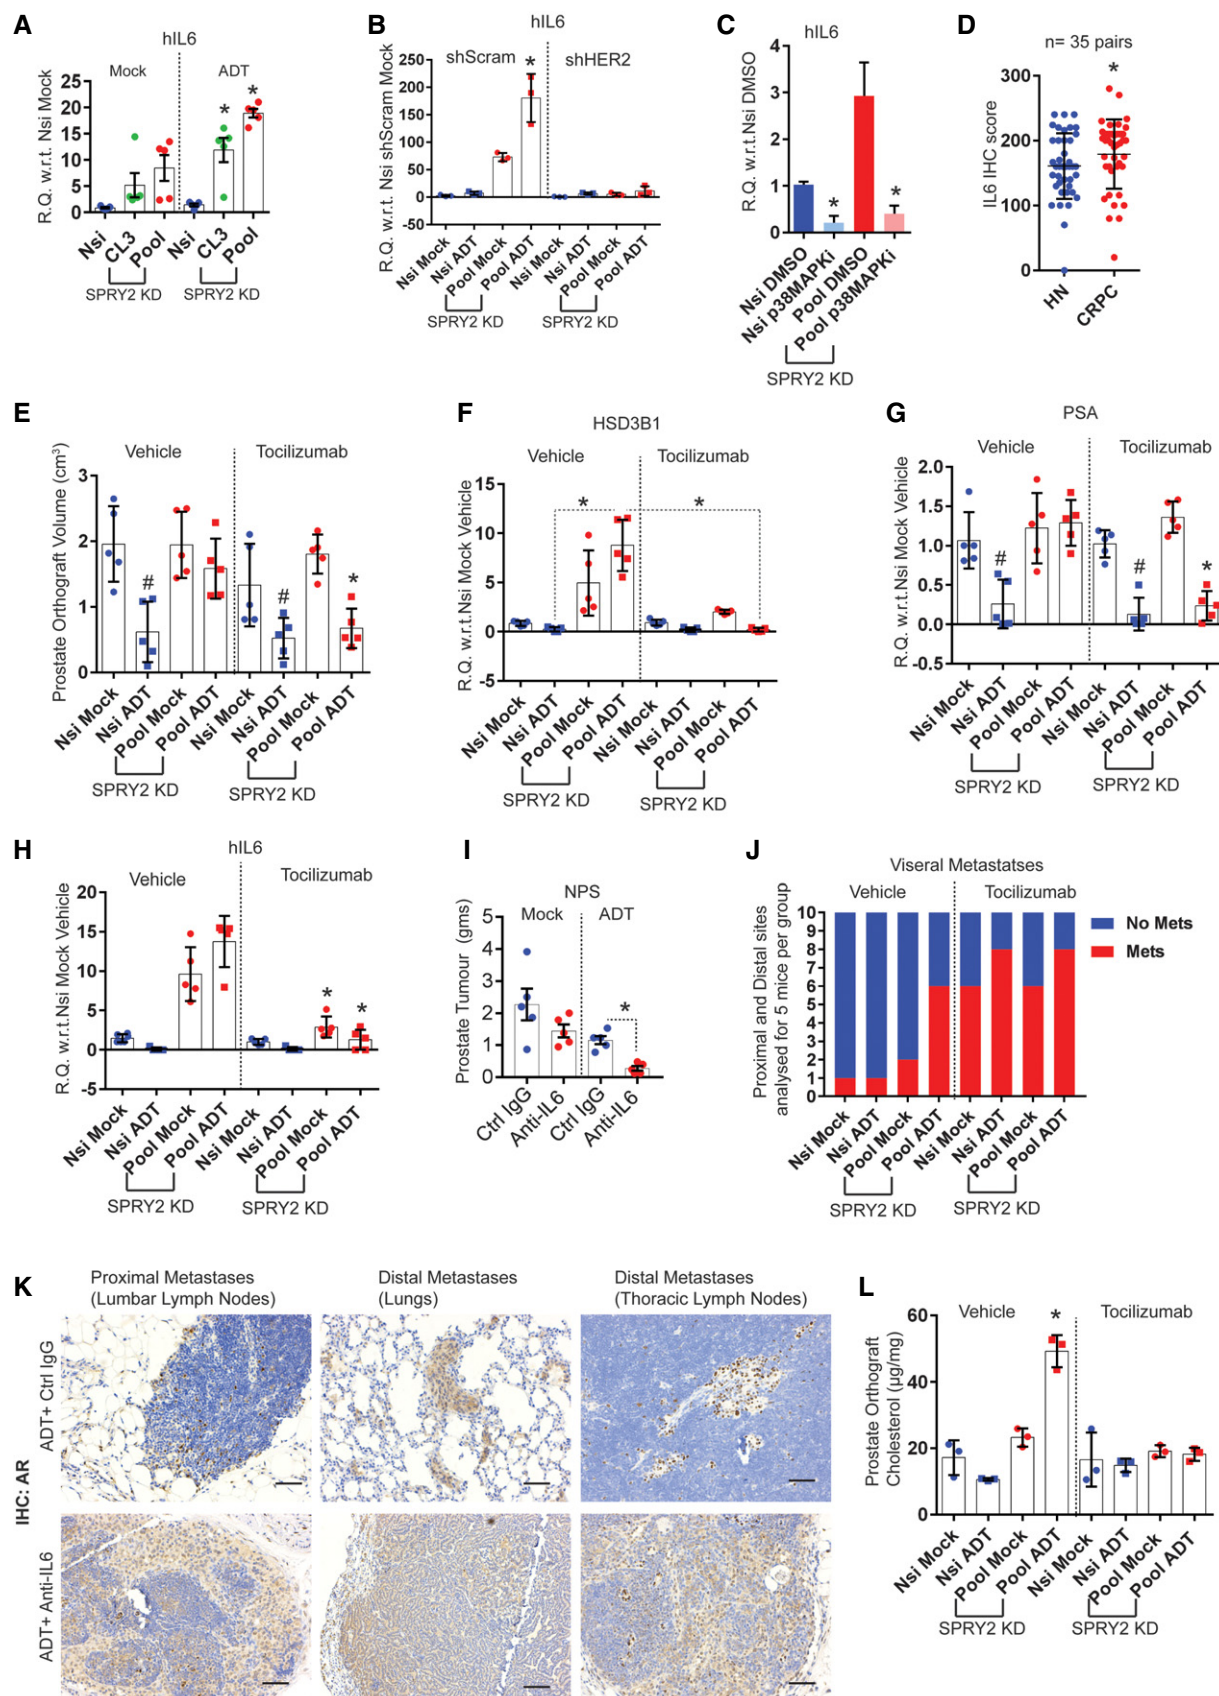 A
hIL6
Mock
ADT
R.Q. w.r.t. Nsi Mock
25
20
15
10
5
0
*
*
Nsi
CL3
Pool
Nsi
CL3
Pool
SPRY2 KD
SPRY2 KD
B
hIL6
shScram
shHER2
R.Q. w.r.t. Nsi shScram Mock
250
200
150
100
50
0
-50
*
Nsi Mock
Nsi ADT
Pool Mock
Pool ADT
Nsi Mock
Nsi ADT
Pool Mock
Pool ADT
SPRY2 KD
SPRY2 KD
C
hIL6
R.Q. w.r.t.Nsi DMSO
4
3
2
1
0
*
*
Nsi DMSO
Nsi p38MAPKi
Pool DMSO
Pool p38MAPKi
SPRY2 KD
D
n= 35 pairs
IL6 IHC score
300
200
100
0
*
HN
CRPC
E
Vehicle
Tocilizumab
Prostate Orthograft Volume (cm³)
3
2
1
0
#
#
*
Nsi Mock
Nsi ADT
Pool Mock
Pool ADT
Nsi Mock
Nsi ADT
Pool Mock
Pool ADT
SPRY2 KD
SPRY2 KD
F
HSD3B1
Vehicle
Tocilizumab
R.Q. w.r.t.Nsi Mock Vehicle
15
10
5
0
-5
*
*
Nsi Mock
Nsi ADT
Pool Mock
Pool ADT
Nsi Mock
Nsi ADT
Pool Mock
Pool ADT
SPRY2 KD
SPRY2 KD
G
PSA
Vehicle
Tocilizumab
R.Q. w.r.t.Nsi Mock Vehicle
2.0
1.5
1.0
0.5
0.0
-0.5
#
#
*
Nsi Mock
Nsi ADT
Pool Mock
Pool ADT
Nsi Mock
Nsi ADT
Pool Mock
Pool ADT
SPRY2 KD
SPRY2 KD
H
hIL6
Vehicle
Tocilizumab
R.Q. w.r.t.Nsi Mock Vehicle
20
15
10
5
0
-5
*
*
Nsi Mock
Nsi ADT
Pool Mock
Pool ADT
Nsi Mock
Nsi ADT
Pool Mock
Pool ADT
SPRY2 KD
SPRY2 KD
I
NPS
Mock
ADT
Prostate Tumour (gms)
5
4
3
2
1
0
*
Ctrl IgG
Anti-IL6
Ctrl IgG
Anti-IL6
J
Viseral Metastatses
Vehicle
Tocilizumab
Proximal and Distal sites
analysed for 5 mice per group
10
9
8
7
6
5
4
3
2
1
0
No Mets
Mets
Nsi Mock
Nsi ADT
Pool Mock
Pool ADT
Nsi Mock
Nsi ADT
Pool Mock
Pool ADT
SPRY2 KD
SPRY2 KD
K
Proximal Metastases
(Lumbar Lymph Nodes)
Distal Metastases
(Lungs)
Distal Metastases
(Thoracic Lymph Nodes)
IHC: AR
ADT+ Ctrl IgG
ADT+ Anti-IL6
L
Vehicle
Tocilizumab
Prostate Orthograft
Cholesterol (µg/mg)
60
40
20
0
*
Nsi Mock
Nsi ADT
Pool Mock
Pool ADT
Nsi Mock
Nsi ADT
Pool Mock
Pool ADT
SPRY2 KD
SPRY2 KD